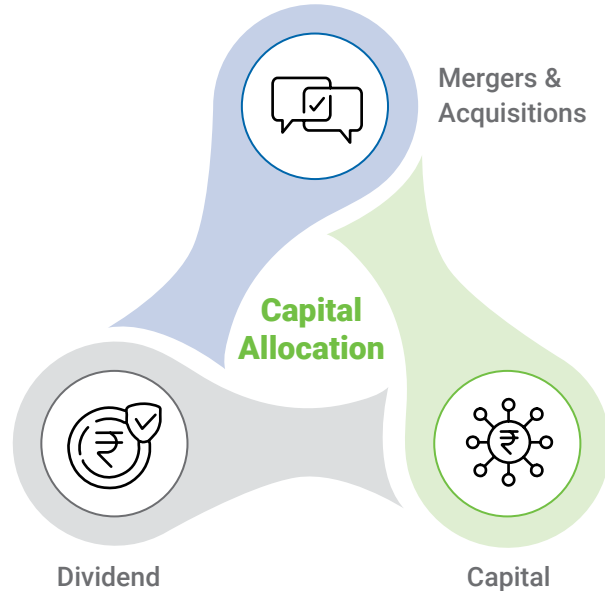 Mergers &
Acquisitions
Capital
Allocation
₹
₹
Dividend
Capital